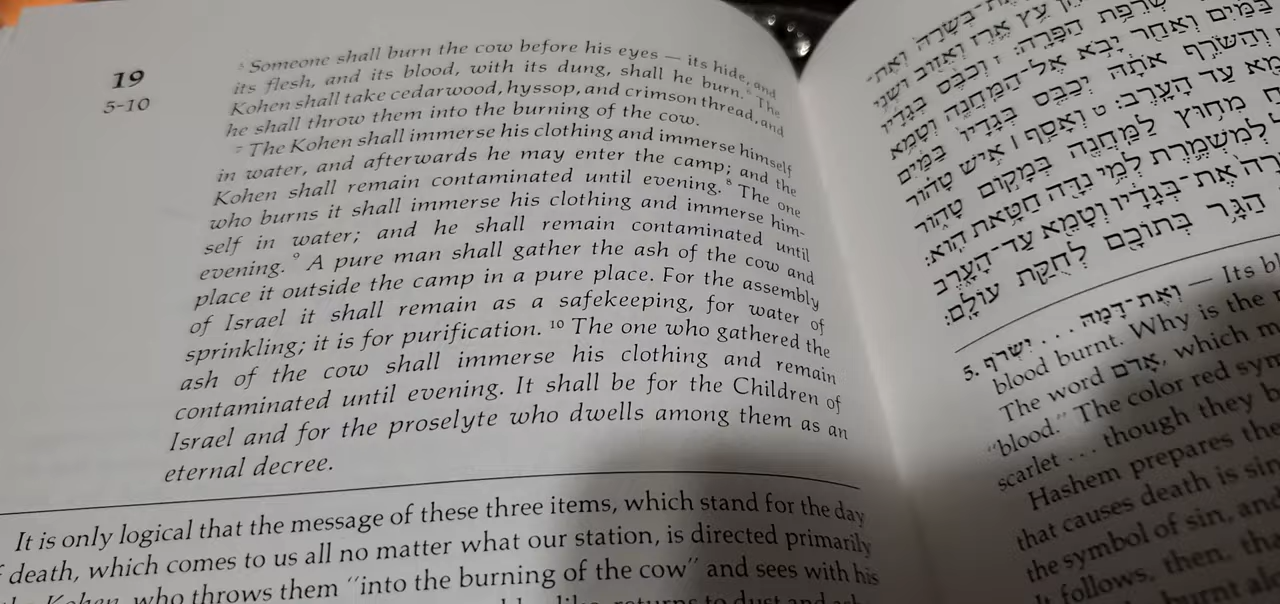 19
5-10
⁵ Someone shall burn the cow before his eyes — its hide, and
its flesh, and its blood, with its dung, shall he burn. ⁶ The
Kohen shall take cedarwood, hyssop, and crimson thread, and
he shall throw them into the burning of the cow.
⁷ The Kohen shall immerse his clothing and immerse himself
in water, and afterwards he may enter the camp; and the
Kohen shall remain contaminated until evening. ⁸ The one
who burns it shall immerse his clothing and immerse him-
self in water; and he shall remain contaminated until
evening. ⁹ A pure man shall gather the ash of the cow and
place it outside the camp in a pure place. For the assembly
of Israel it shall remain as a safekeeping, for water of
sprinkling; it is for purification. ¹⁰ The one who gathered the
ash of the cow shall immerse his clothing and remain
contaminated until evening. It shall be for the Children of
Israel and for the proselyte who dwells among them as an
eternal decree.
It is only logical that the message of these three items, which stand for the day
death, which comes to us all no matter what our station, is directed primarily
Kohen, who throws them "into the burning of the cow" and sees with his
returns to dust and
אֶת־בְּשָׂרָהּ וְאֶת־
עֵץ אֶרֶז וְאֵזוֹב וּשְׁנִי
שְׂרֵפַת הַפָּרָה: ז וְכִבֶּס בְּגָדָיו
בַּמַּיִם וְאַחַר יָבֹא אֶל־הַמַּחֲנֶה וְטָמֵא
וְהַשֹּׂרֵף אֹתָהּ יְכַבֵּס בְּגָדָיו בַּמַּיִם
עַד הָעָרֶב: ט וְאָסַף ׀ אִישׁ טָהוֹר
מִחוּץ לַמַּחֲנֶה בְּמָקוֹם טָהוֹר
לְמִשְׁמֶרֶת לְמֵי נִדָּה חַטָּאת הִוא:
אֶת־בְּגָדָיו וְטָמֵא עַד־הָעָרֶב
הַגָּר בְּתוֹכָם לְחֻקַּת עוֹלָם:
5. וְאֶת־דָּמָהּ . . . יִשְׂרֹף — Its
blood burnt. Why is the
The word אָדֹם, which
"blood." The color red
scarlet . . . though they
Hashem prepares the
that causes death is
the symbol of sin, and
It follows, then,
burnt